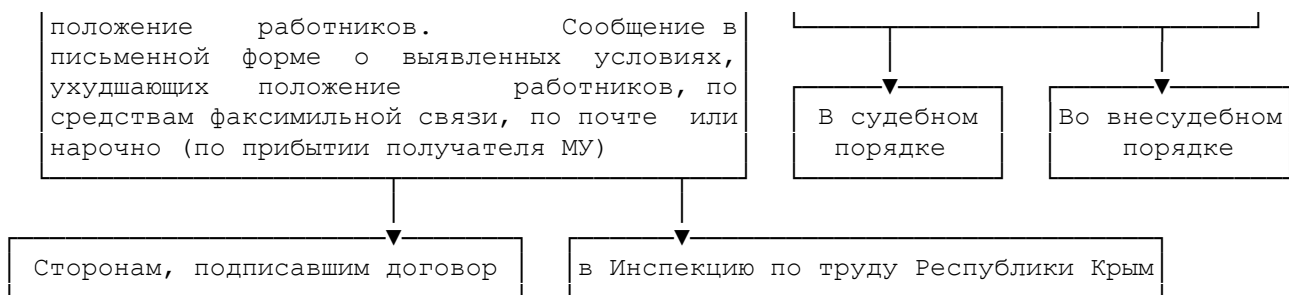 положение работников. Сообщение в
письменной форме о выявленных условиях,
ухудшающих положение работников, по
средствам факсимильной связи, по почте или
нарочно (по прибытии получателя МУ)
В судебном
порядке
Во внесудебном
порядке
Сторонам, подписавшим договор
в Инспекцию по труду Республики Крым